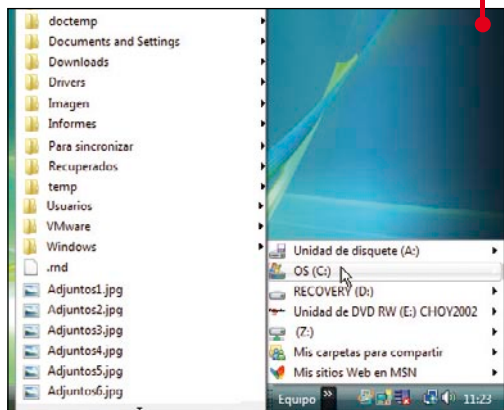 doctemp
Documents and Settings
Downloads
Drivers
Imagen
Informes
Para sincronizar
Recuperados
temp
Usuarios
VMware
Windows
.rnd
Adjuntos1.jpg
Adjuntos2.jpg
Adjuntos3.jpg
Adjuntos4.jpg
Adjuntos5.jpg
Adjuntos6.jpg
Unidad de disquete (A:)
OS (C:)
RECOVERY (D:)
Unidad de DVD RW (E:) CHOY2002
(Z:)
Mis carpetas para compartir
Mis sitios Web en MSN
Equipo » 11:23